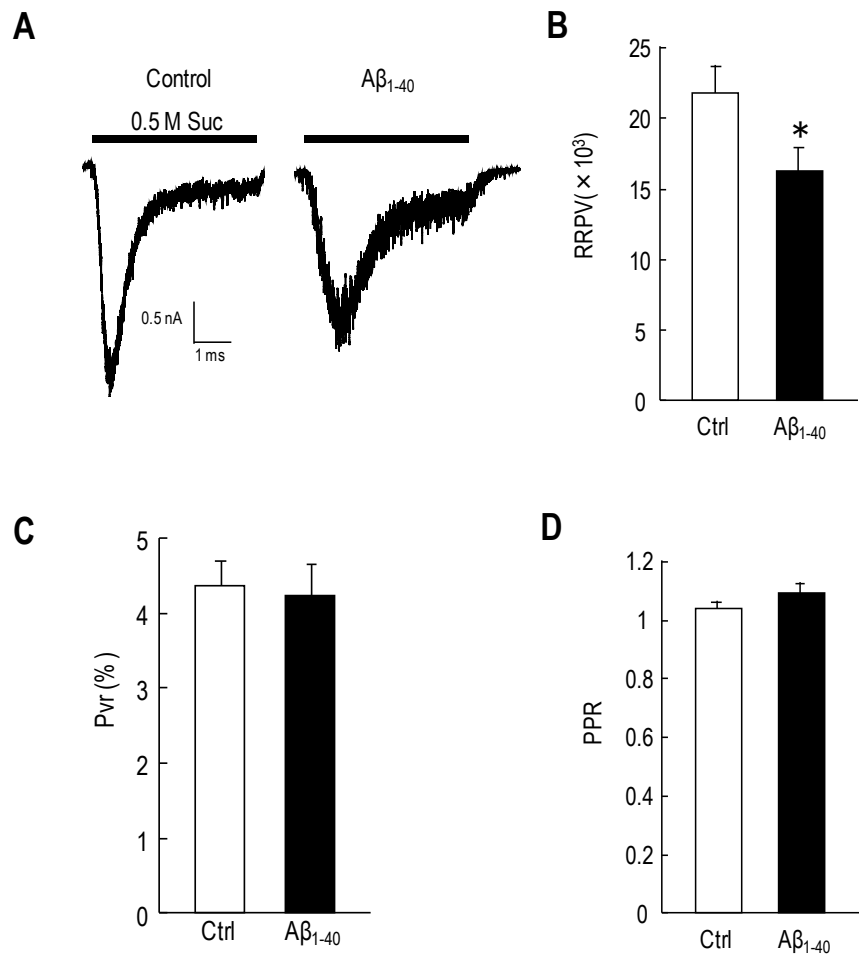 A
Control
Aβ1-40
0.5 M Suc
0.5 nA
1 ms
B
RRPV(×10³)
25
20
15
10
5
0
*
Ctrl
Aβ1-40
C
Pvr (%)
5
4
3
2
1
0
Ctrl
Aβ1-40
D
PPR
1.2
1
0.8
0.6
0.4
0.2
0
Ctrl
Aβ1-40